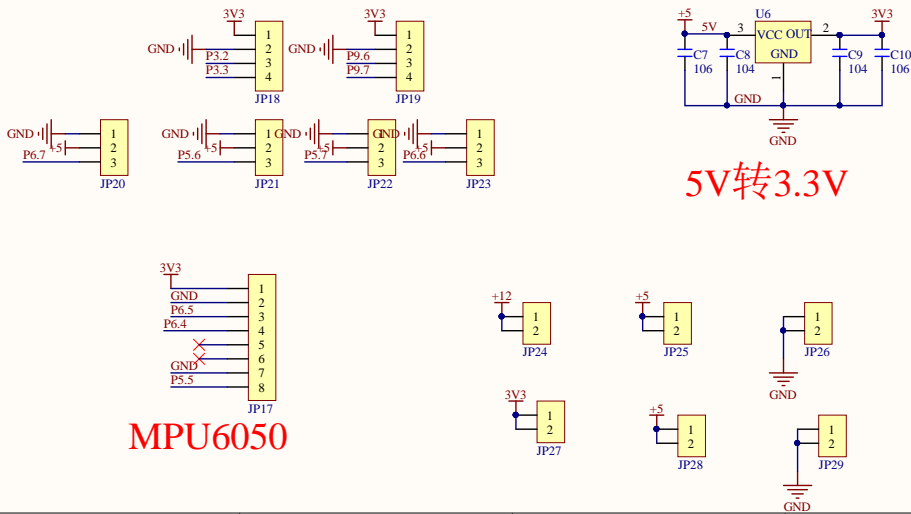 3V3
GND
P3.2
P3.3
1
2
3
4
JP18
3V3
GND
P9.6
P9.7
1
2
3
4
JP19
+5
5V
3
U6
VCC OUT
GND
2
1
3V3
C7
106
C8
104
C9
104
C10
106
GND
GND
5V转3.3V
GND
+5
P6.7
1
2
3
JP20
GND
+5
P5.6
1
2
3
JP21
GND
+5
P5.7
1
2
3
JP22
GND
+5
P6.6
1
2
3
JP23
3V3
GND
P6.5
P6.4
GND
P5.5
1
2
3
4
5
6
7
8
JP17
MPU6050
+12
1
2
JP24
+5
1
2
JP25
1
2
JP26
GND
3V3
1
2
JP27
+5
1
2
JP28
1
2
JP29
GND